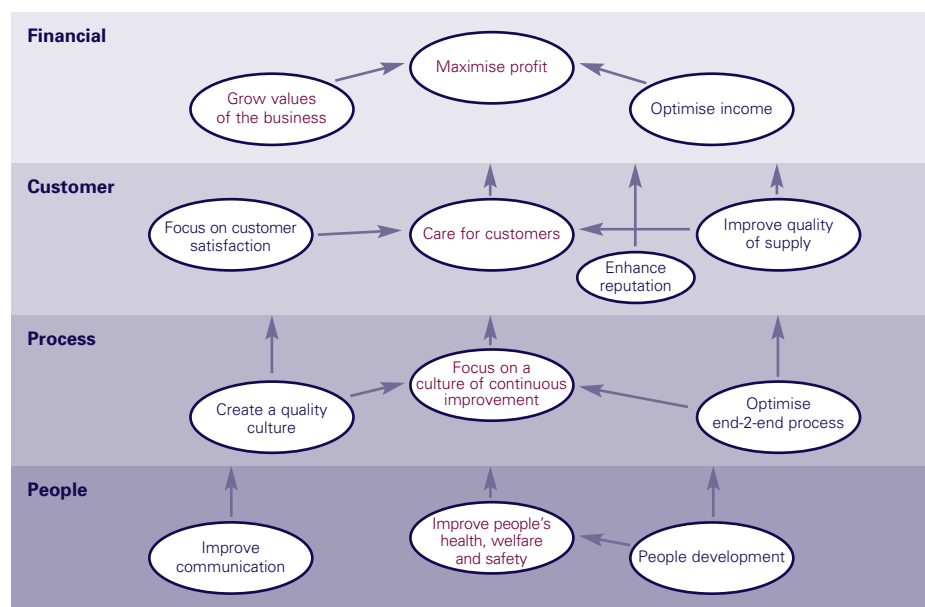 Financial
Maximise profit
Grow values
of the business
Optimise income
Customer
Focus on customer
satisfaction
Care for customers
Improve quality
of supply
Enhance
reputation
Process
Focus on a
culture of continuous
improvement
Create a quality
culture
Optimise
end-2-end process
People
Improve people's
health, welfare
and safety
Improve
communication
People development